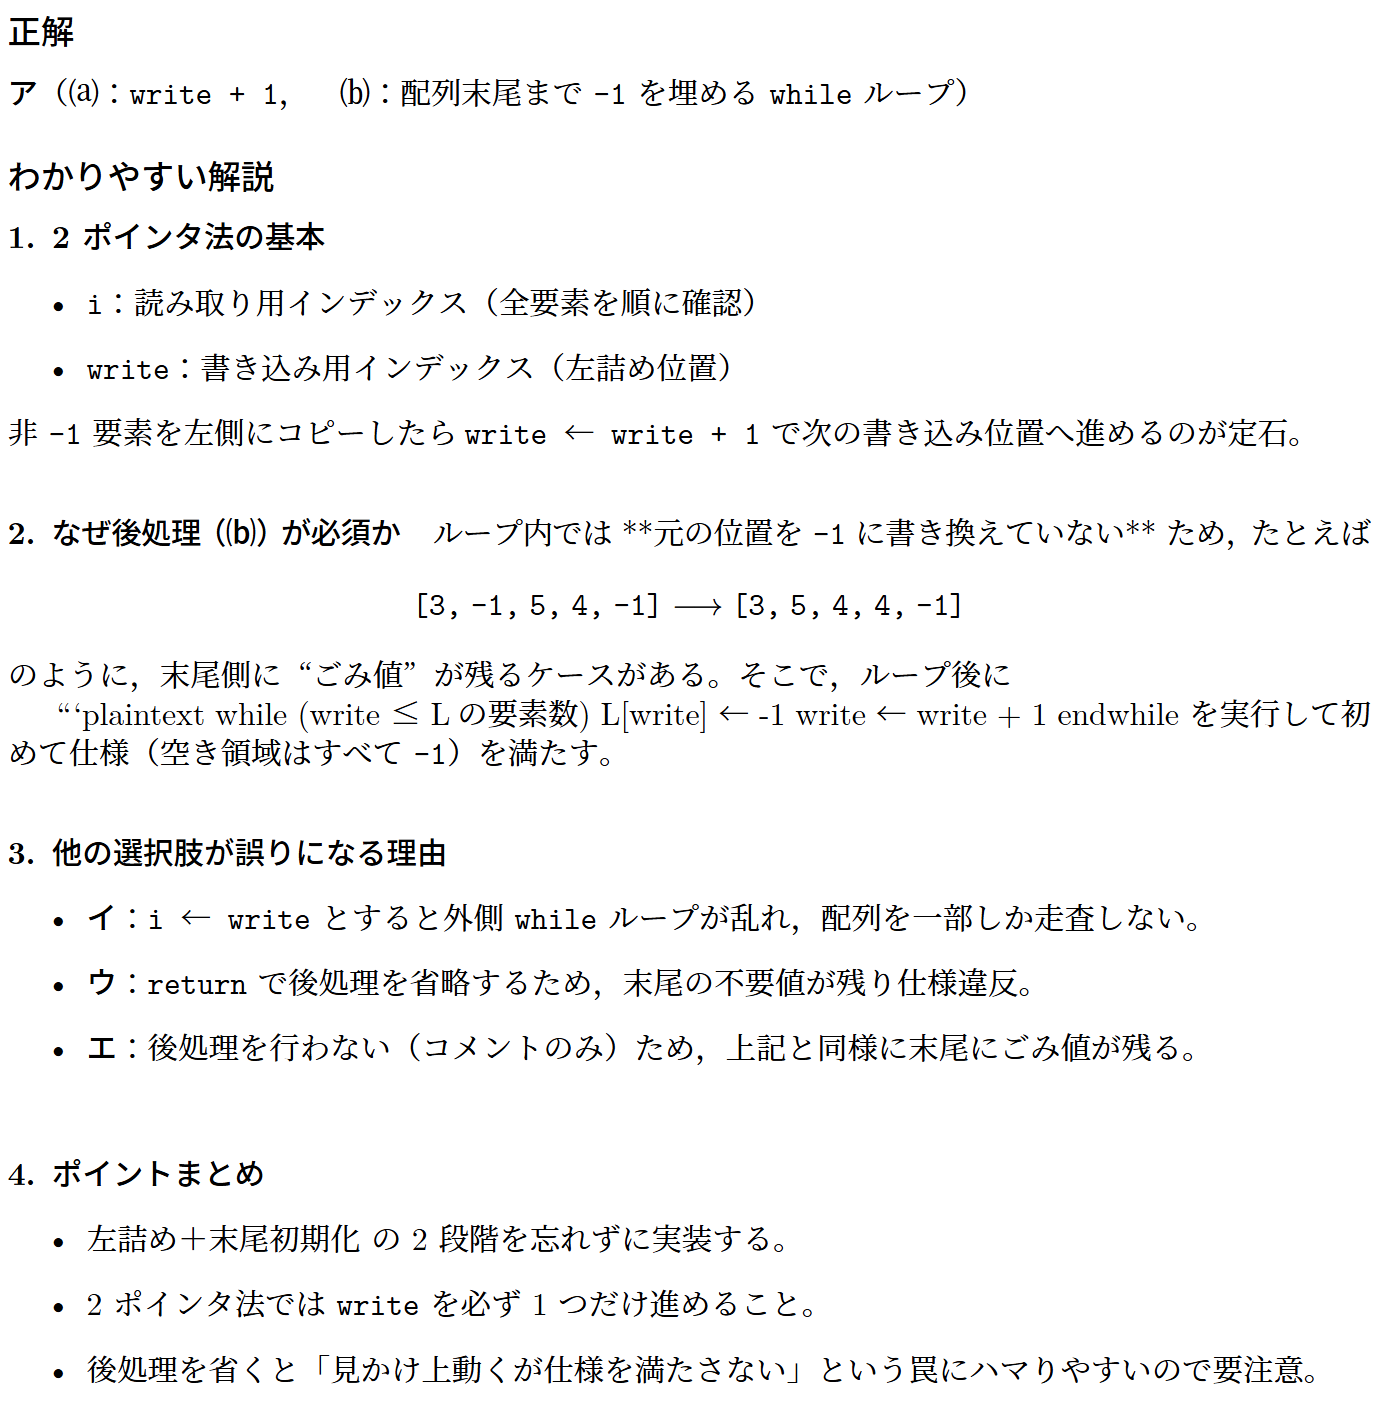 正解
ア（⒜：write + 1，　⒝：配列末尾まで -1 を埋める while ループ）
わかりやすい解説
1. 2 ポインタ法の基本
• i：読み取り用インデックス（全要素を順に確認）
• write：書き込み用インデックス（左詰め位置）
非 -1 要素を左側にコピーしたら write ← write + 1 で次の書き込み位置へ進めるのが定石。
2. なぜ後処理（⒝）が必須か　ループ内では **元の位置を -1 に書き換えていない** ため，たとえば
[3, -1, 5, 4, -1] ⟶ [3, 5, 4, 4, -1]
のように，末尾側に “ごみ値” が残るケースがある。そこで，ループ後に
“‘plaintext while (write ≤ L の要素数) L[write] ← -1 write ← write + 1 endwhile を実行して初
めて仕様（空き領域はすべて -1）を満たす。
3. 他の選択肢が誤りになる理由
• イ：i ← write とすると外側 while ループが乱れ，配列を一部しか走査しない。
• ウ：return で後処理を省略するため，末尾の不要値が残り仕様違反。
• エ：後処理を行わない（コメントのみ）ため，上記と同様に末尾にごみ値が残る。
4. ポイントまとめ
• 左詰め＋末尾初期化 の 2 段階を忘れずに実装する。
• 2 ポインタ法では write を必ず 1 つだけ進めること。
• 後処理を省くと「見かけ上動くが仕様を満たさない」という罠にハマりやすいので要注意。